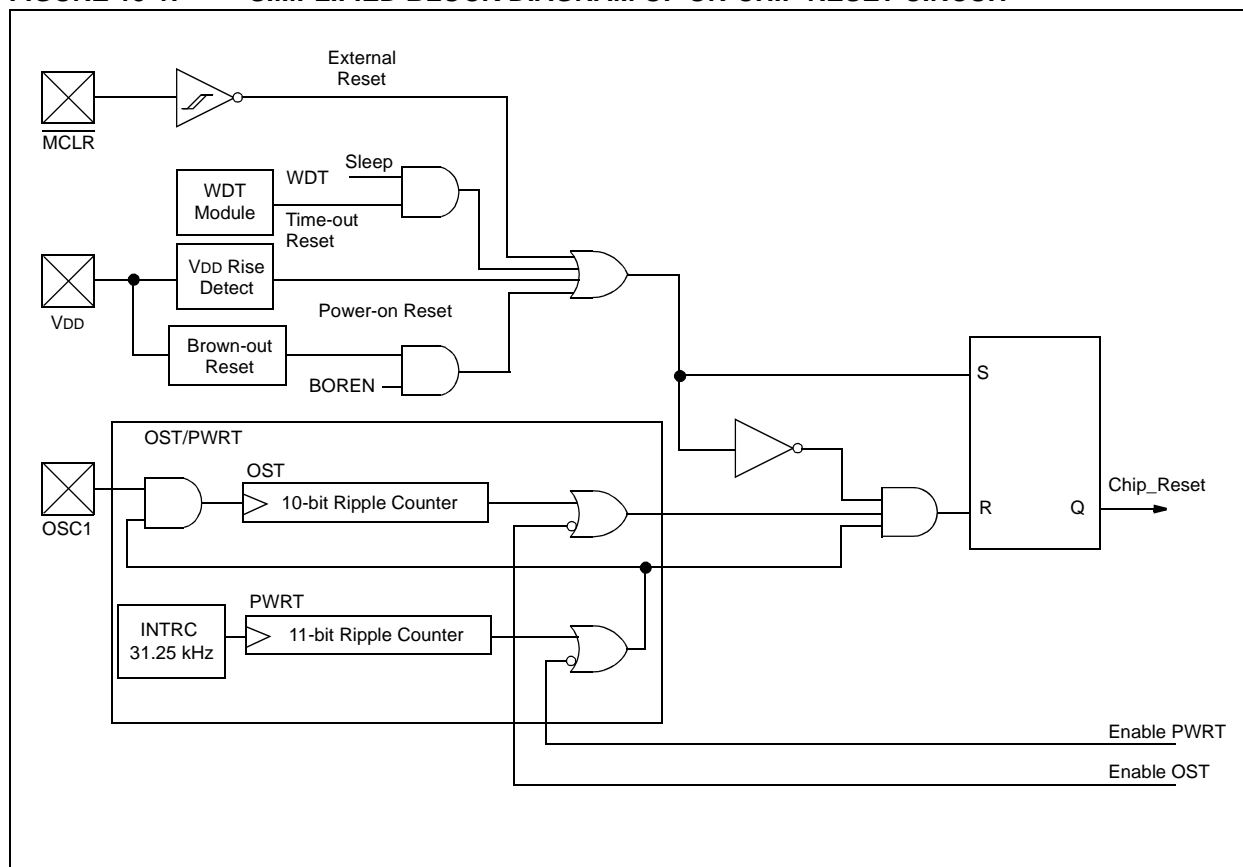 External
Reset
MCLR
Sleep
WDT
WDT
Module
Time-out
Reset
VDD Rise
Detect
VDD
Power-on Reset
Brown-out
Reset
BOREN
S
OST/PWRT
OST
10-bit Ripple Counter
OSC1
Chip_Reset
R
Q
PWRT
INTRC
31.25 kHz
11-bit Ripple Counter
Enable PWRT
Enable OST